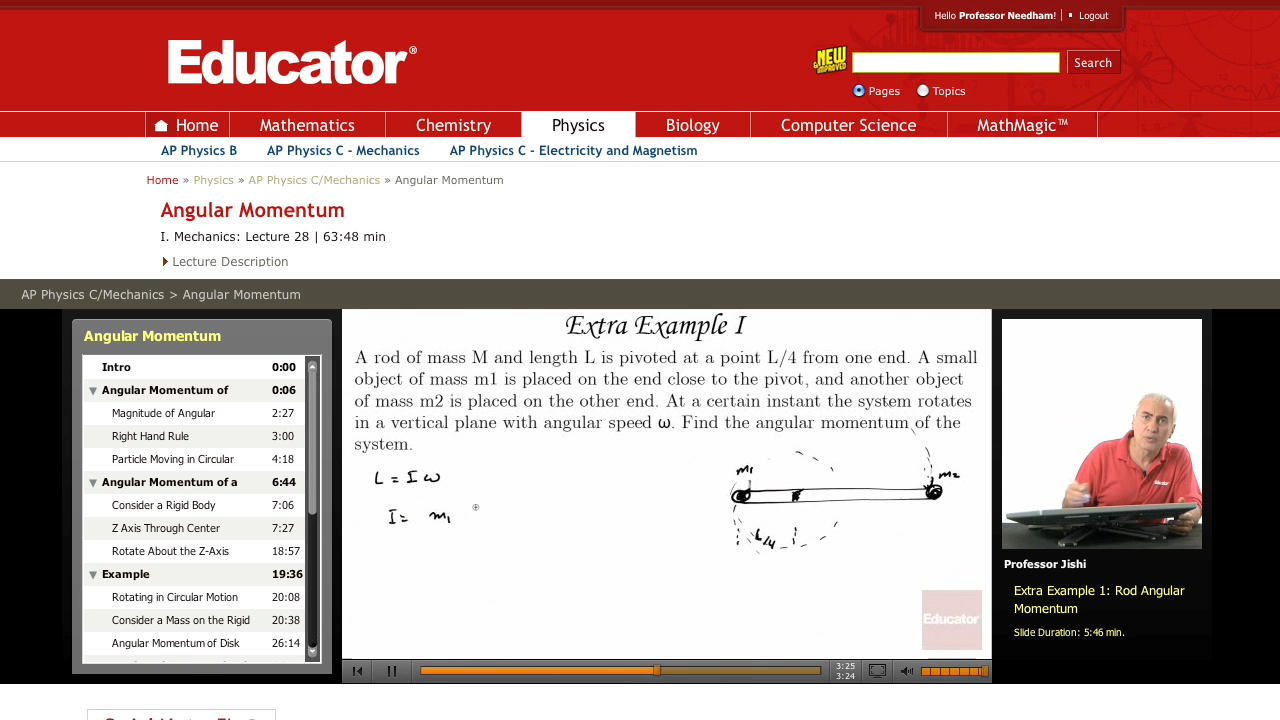 Hello Professor Needham! Logout
Educator®
NEW
& IMPROVED
Search
Pages Topics
Home Mathematics Chemistry Physics Biology Computer Science MathMagic™
AP Physics B AP Physics C - Mechanics AP Physics C - Electricity and Magnetism
Home » Physics » AP Physics C/Mechanics » Angular Momentum
Angular Momentum
I. Mechanics: Lecture 28 | 63:48 min
Lecture Description
AP Physics C/Mechanics > Angular Momentum
Angular Momentum
Intro 0:00
Angular Momentum of 0:06
Magnitude of Angular 2:27
Right Hand Rule 3:00
Particle Moving in Circular 4:18
Angular Momentum of a 6:44
Consider a Rigid Body 7:06
Z Axis Through Center 7:27
Rotate About the Z-Axis 18:57
Example 19:36
Rotating in Circular Motion 20:08
Consider a Mass on the Rigid 20:38
Angular Momentum of Disk 26:14
Extra Example I
A rod of mass M and length L is pivoted at a point L/4 from one end. A small
object of mass m1 is placed on the end close to the pivot, and another object
of mass m2 is placed on the other end. At a certain instant the system rotates
in a vertical plane with angular speed ω. Find the angular momentum of the
system.
L = I ω
I = m1
m1
m2
L/4
Educator
3:25
3:24
Educator
Professor Jishi
Extra Example 1: Rod Angular
Momentum
Slide Duration: 5:46 min.